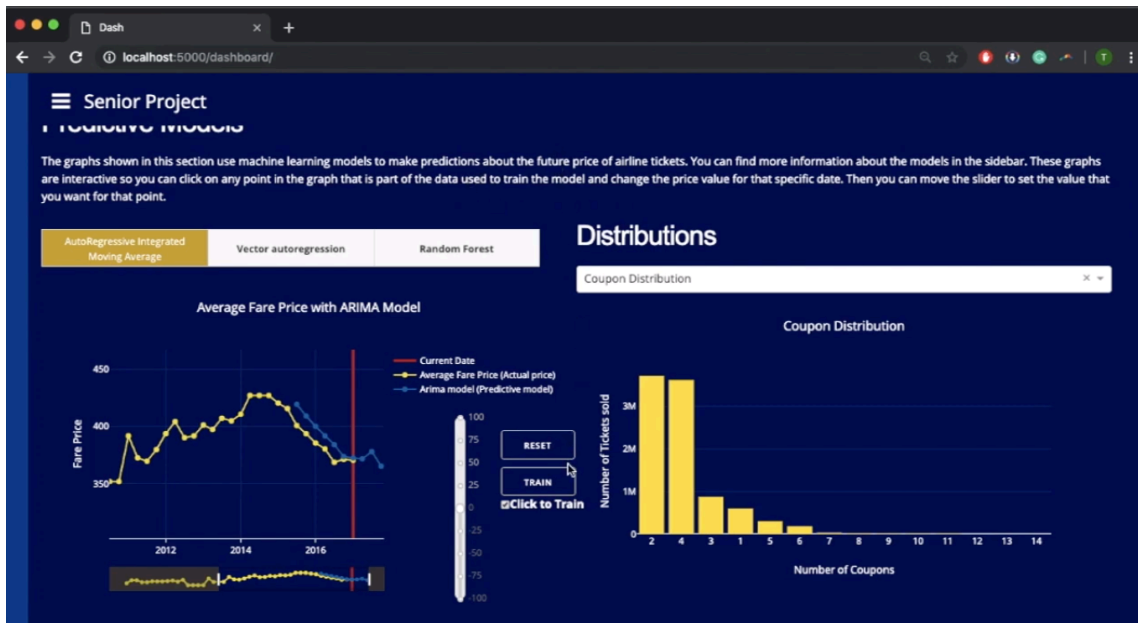 Dash
localhost:5000/dashboard/
T
Senior Project
Predictive Models
The graphs shown in this section use machine learning models to make predictions about the future price of airline tickets. You can find more information about the models in the sidebar. These graphs
are interactive so you can click on any point in the graph that is part of the data used to train the model and change the price value for that specific date. Then you can move the slider to set the value that
you want for that point.
AutoRegressive Integrated
Moving Average
Vector autoregression
Random Forest
Average Fare Price with ARIMA Model
Fare Price
450
400
350
2012
2014
2016
Current Date
Average Fare Price (Actual price)
Arima model (Predictive model)
100
75
50
25
0
-25
-50
-75
-100
RESET
TRAIN
Click to Train
Distributions
Coupon Distribution
Coupon Distribution
Number of Tickets sold
3M
2M
1M
0
2 4 3 1 5 6 7 8 9 10 11 12 13 14
Number of Coupons